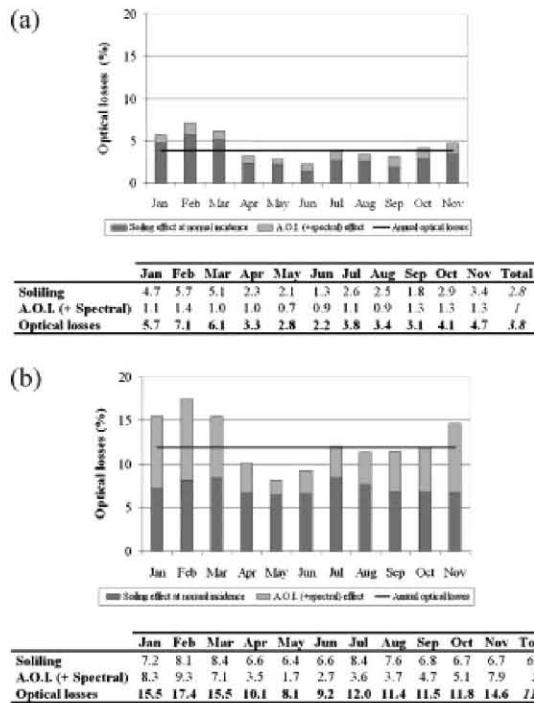 (a)
20
15
10
5
0
Optical losses (%)
Jan Feb Mar Apr May Jun Jul Aug Sep Oct Nov
Soiling effect at normal incidence A.O.I. (+spectral) effect Annual optical losses
Jan Feb Mar Apr May Jun Jul Aug Sep Oct Nov Total
Soliling 4.7 5.7 5.1 2.3 2.1 1.3 2.6 2.5 1.8 2.9 3.4 2.8
A.O.I. (+ Spectral) 1.1 1.4 1.0 1.0 0.7 0.9 1.1 0.9 1.3 1.3 1.3 1
Optical losses 5.7 7.1 6.1 3.3 2.8 2.2 3.8 3.4 3.1 4.1 4.7 3.8
(b)
20
15
10
5
0
Optical losses (%)
Jan Feb Mar Apr May Jun Jul Aug Sep Oct Nov
Soiling effect at normal incidence A.O.I. (+spectral) effect Annual optical losses
Jan Feb Mar Apr May Jun Jul Aug Sep Oct Nov To
Soliling 7.2 8.1 8.4 6.6 6.4 6.6 8.4 7.6 6.8 6.7 6.7 6
A.O.I. (+ Spectral) 8.3 9.3 7.1 3.5 1.7 2.7 3.6 3.7 4.7 5.1 7.9
Optical losses 15.5 17.4 15.5 10.1 8.1 9.2 12.0 11.4 11.5 11.8 14.6